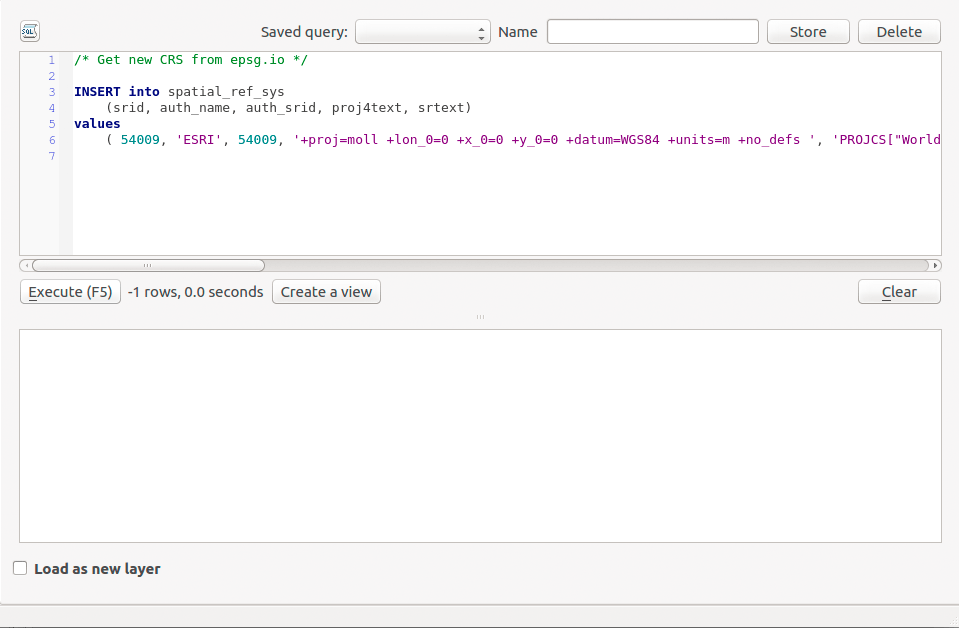 SQL
Saved query:
Name
Store
Delete
1 /* Get new CRS from epsg.io */
2
3 INSERT into spatial_ref_sys
4 (srid, auth_name, auth_srid, proj4text, srtext)
5 values
6 ( 54009, 'ESRI', 54009, '+proj=moll +lon_0=0 +x_0=0 +y_0=0 +datum=WGS84 +units=m +no_defs ', 'PROJCS["World
7
Execute (F5)
-1 rows, 0.0 seconds
Create a view
Clear
Load as new layer